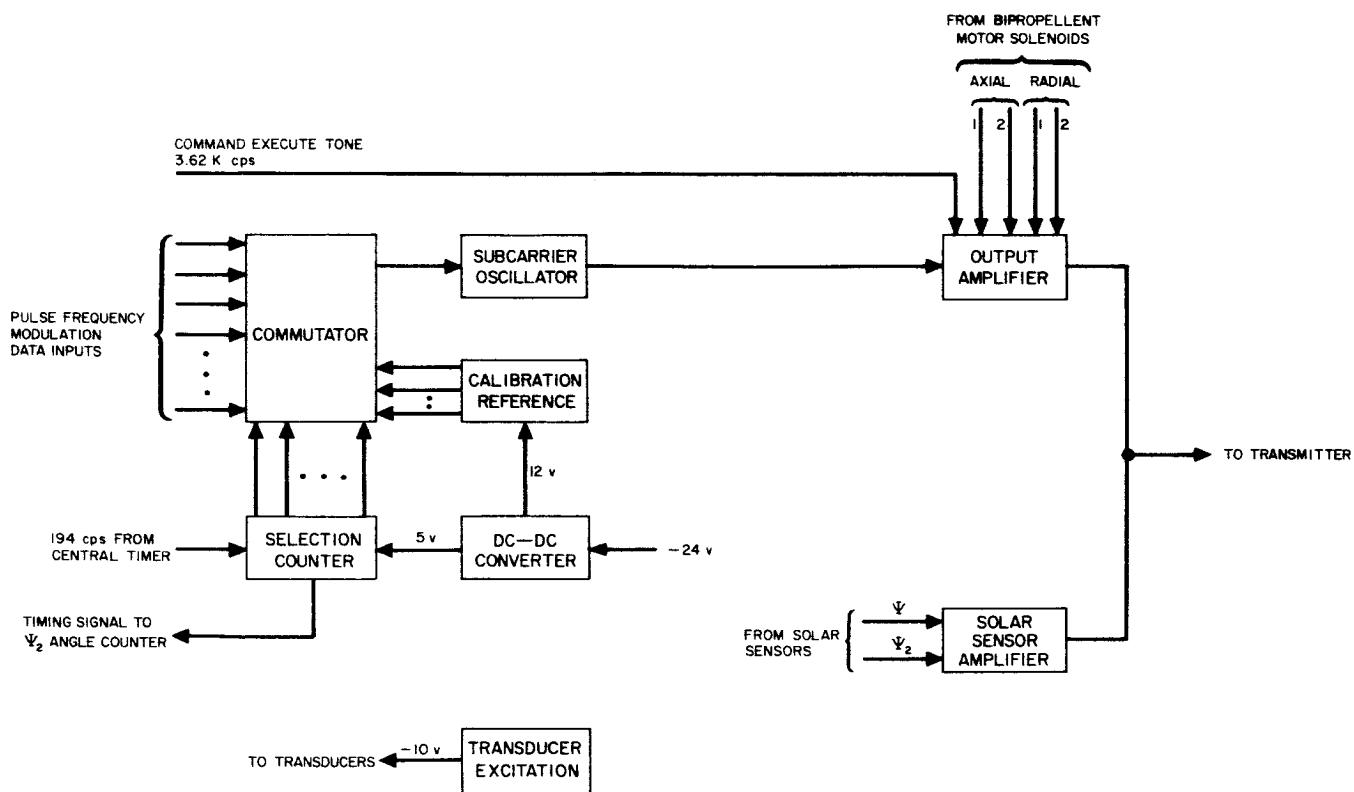 FROM BIPROPELLENT
MOTOR SOLENOIDS
AXIAL RADIAL
1 2 1 2
COMMAND EXECUTE TONE
3.62 K cps
SUBCARRIER
OSCILLATOR
OUTPUT
AMPLIFIER
PULSE FREQUENCY
MODULATION
DATA INPUTS
COMMUTATOR
CALIBRATION
REFERENCE
12 v
TO TRANSMITTER
194 cps FROM
CENTRAL TIMER
SELECTION
COUNTER
5 v
DC—DC
CONVERTER
—24 v
TIMING SIGNAL TO
Ψ2 ANGLE COUNTER
FROM SOLAR
SENSORS
Ψ
Ψ2
SOLAR
SENSOR
AMPLIFIER
TO TRANSDUCERS
—10 v
TRANSDUCER
EXCITATION